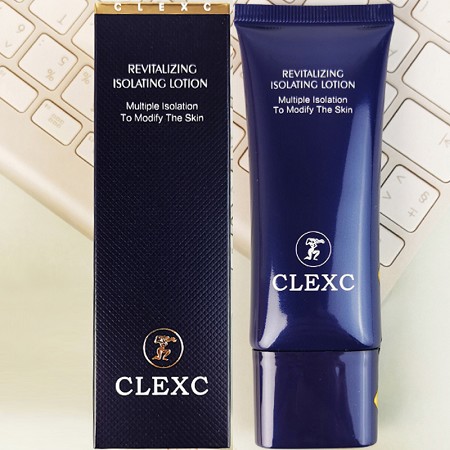 CLEXC
REVITALIZING
ISOLATING LOTION
Multiple Isolation
To Modify The Skin
CLEXC
REVITALIZING
ISOLATING LOTION
Multiple Isolation
To Modify The Skin
CLEXC